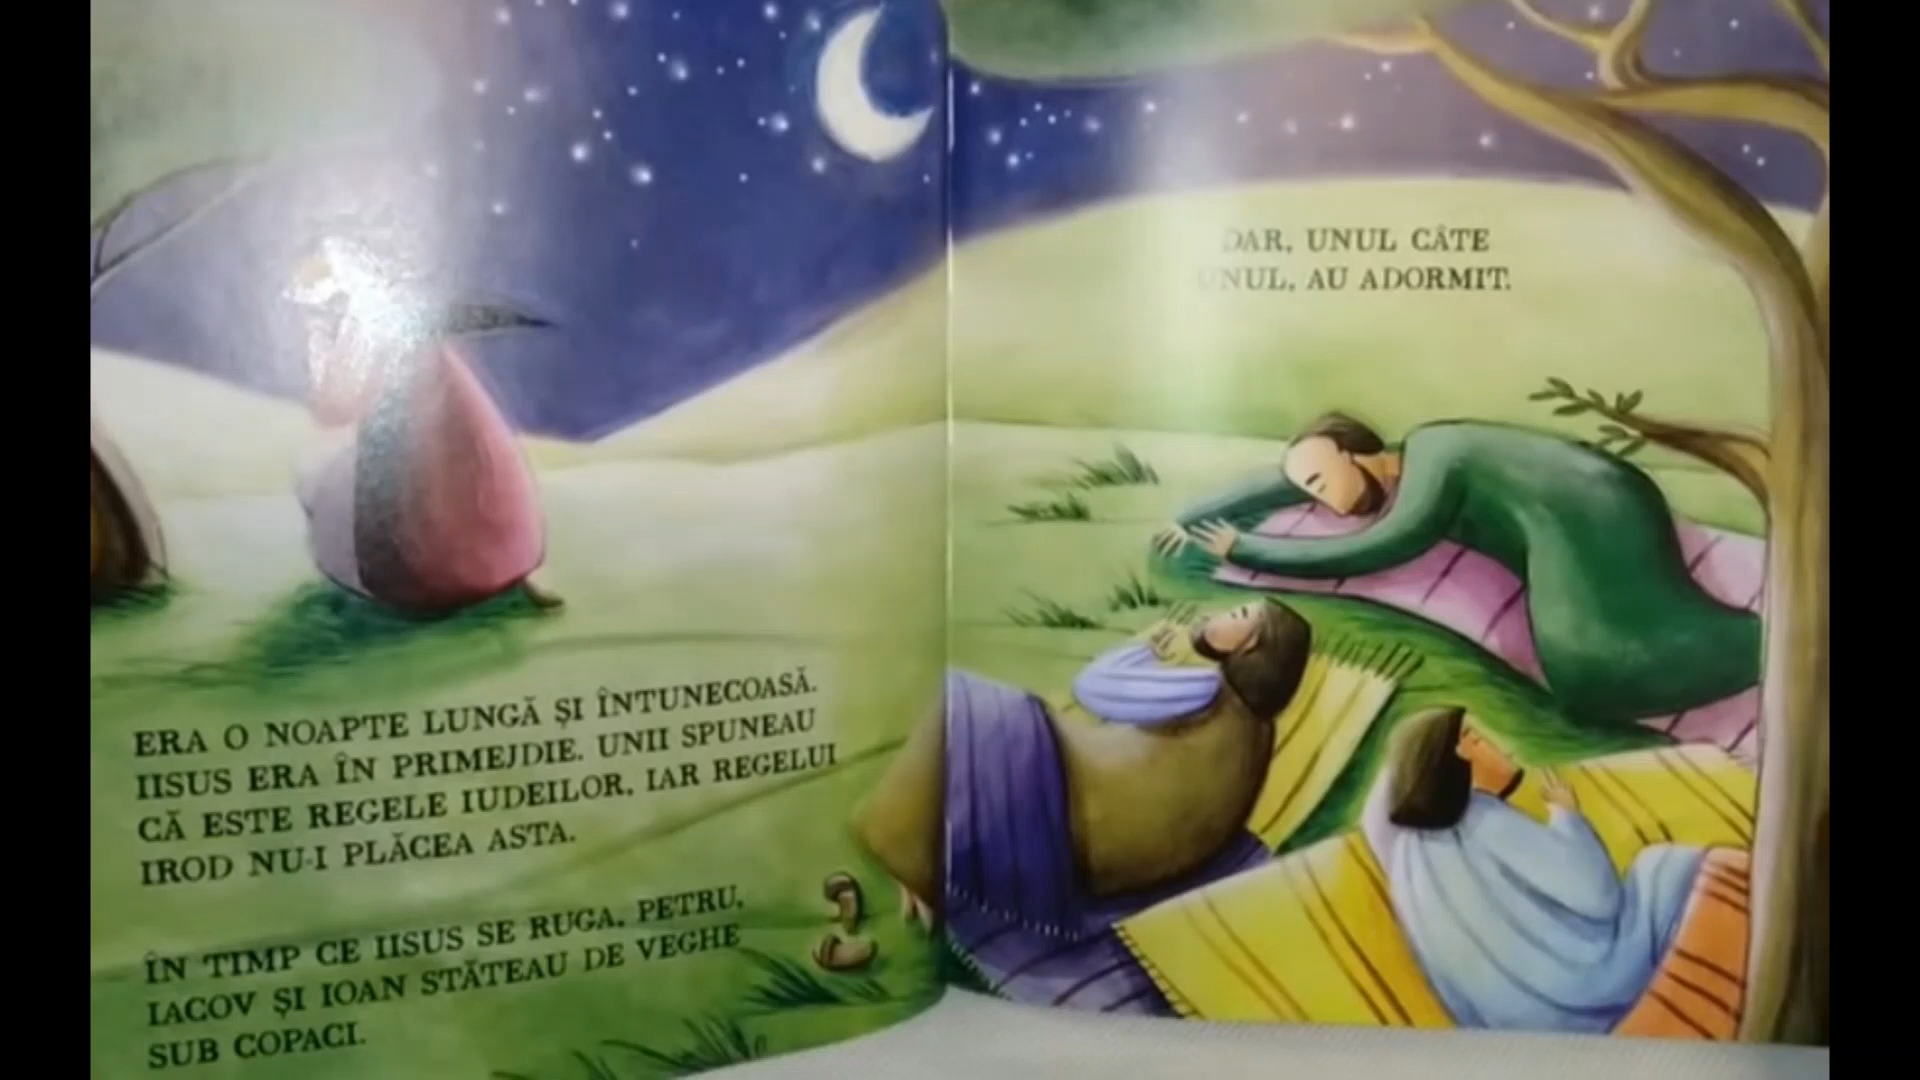 ERA O NOAPTE LUNGĂ ȘI ÎNTUNECOASĂ.
IISUS ERA ÎN PRIMEJDIE. UNII SPUNEAU
CĂ ESTE REGELE IUDEILOR, IAR REGELUI
IROD NU-I PLĂCEA ASTA.
ÎN TIMP CE IISUS SE RUGA, PETRU,
IACOV ȘI IOAN STĂTEAU DE VEGHE
SUB COPACI.
DAR, UNUL CÂTE
UNUL, AU ADORMIT.